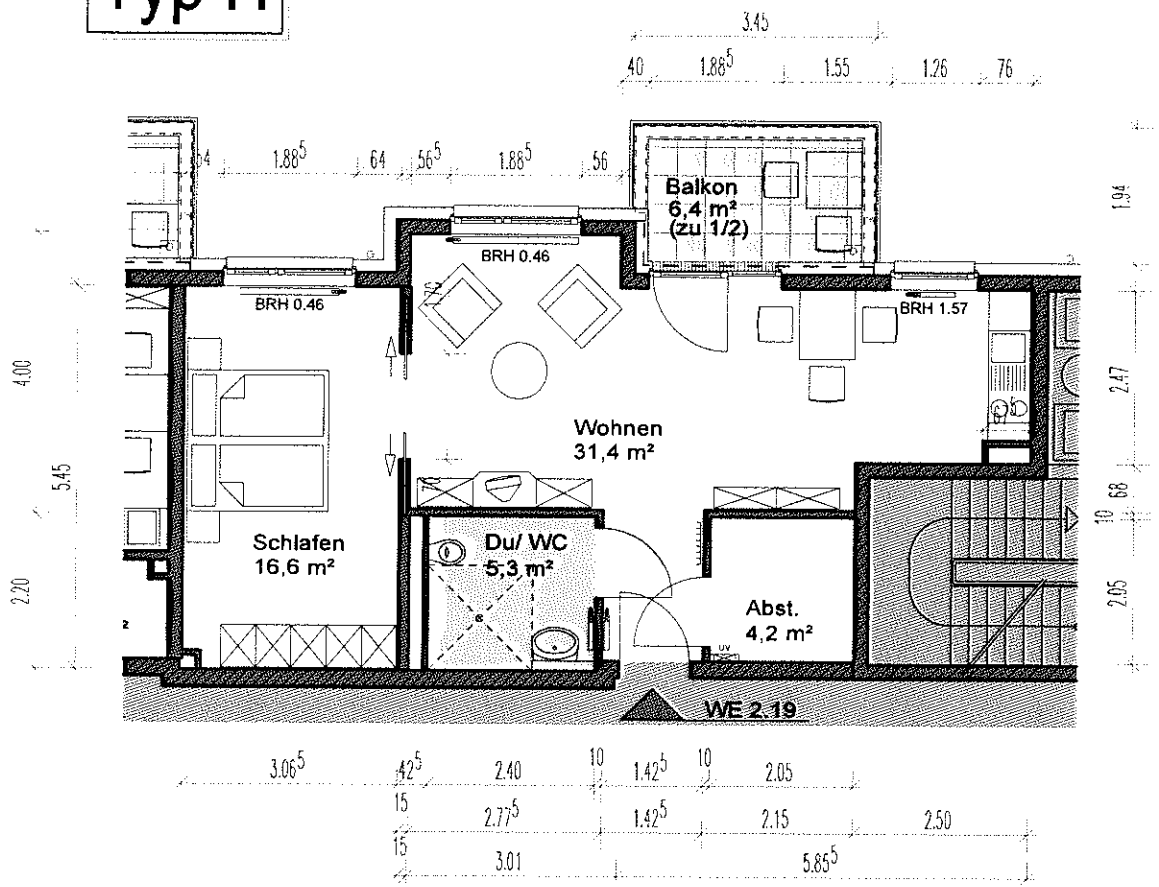 3.45
40 1.88⁵ 1.55 1.26 76
1.88⁵ 64 56⁵ 1.88⁵ 56
Balkon
6,4 m²
(zu 1/2)
1.94
BRH 0.46
BRH 0.46
BRH 1.57
4.00
2.47
Wohnen
31,4 m²
5.45
68
10
Schlafen
16,6 m²
Du/ WC
5,3 m²
Abst.
4,2 m²
2.20
2.05
UV
WE 2.19
3.06⁵ 42⁵ 2.40 10 1.42⁵ 10 2.05
15 2.77⁵ 1.42⁵ 2.15 2.50
15 3.01 5.85⁵